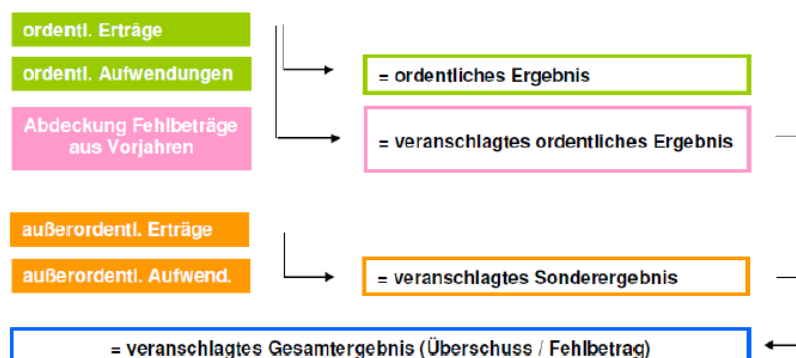 ordentl. Erträge
ordentl. Aufwendungen
= ordentliches Ergebnis
Abdeckung Fehlbeträge
aus Vorjahren
= veranschlagtes ordentliches Ergebnis
außerordentl. Erträge
außerordentl. Aufwend.
= veranschlagtes Sonderergebnis
= veranschlagtes Gesamtergebnis (Überschuss / Fehlbetrag)